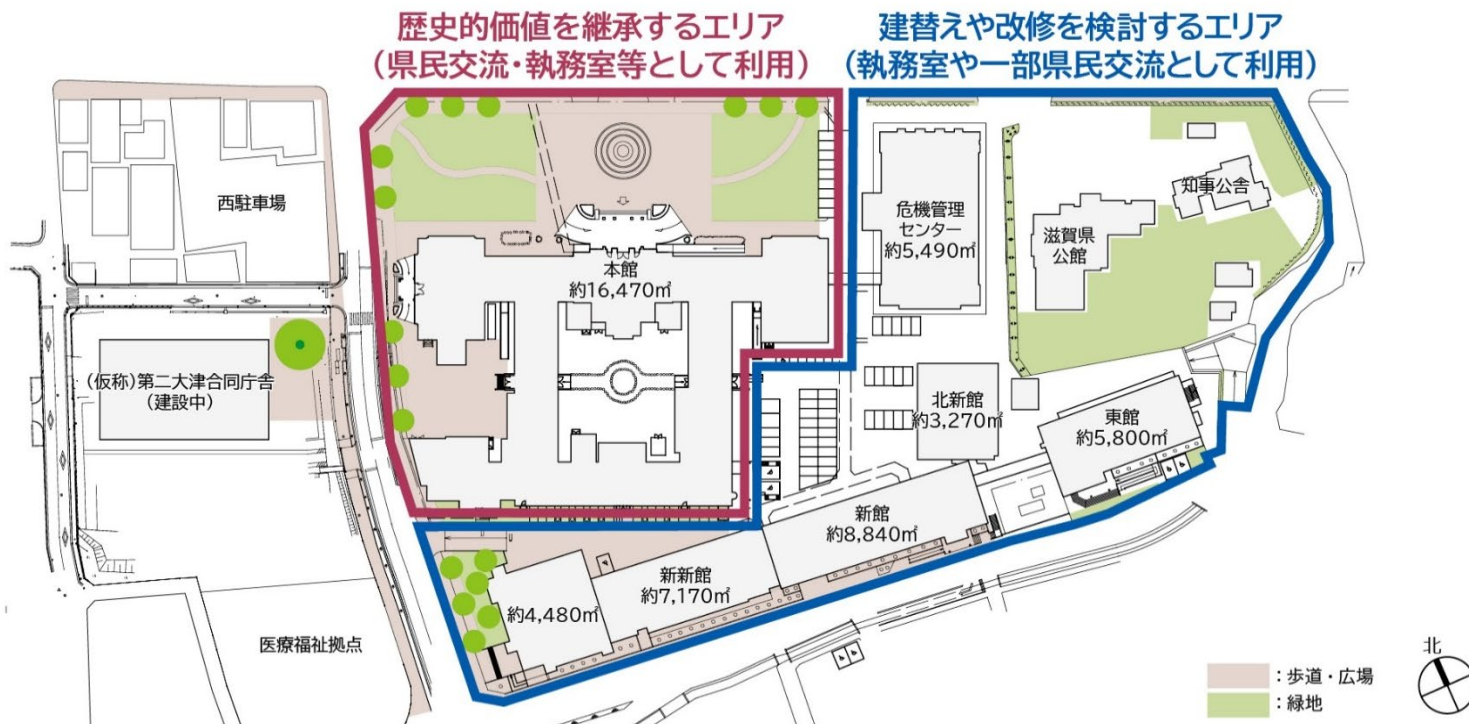 歴史的価値を継承するエリア
(県民交流・執務室等として利用)
建替えや改修を検討するエリア
(執務室や一部県民交流として利用)
西駐車場
本館
約16,470㎡
危機管理
センター
約5,490㎡
知事公舎
滋賀県
公館
(仮称)第二大津合同庁舎
(建設中)
北新館
約3,270㎡
東館
約5,800㎡
新館
約8,840㎡
新新館
約7,170㎡
約4,480㎡
医療福祉拠点
北
:歩道・広場
:緑地